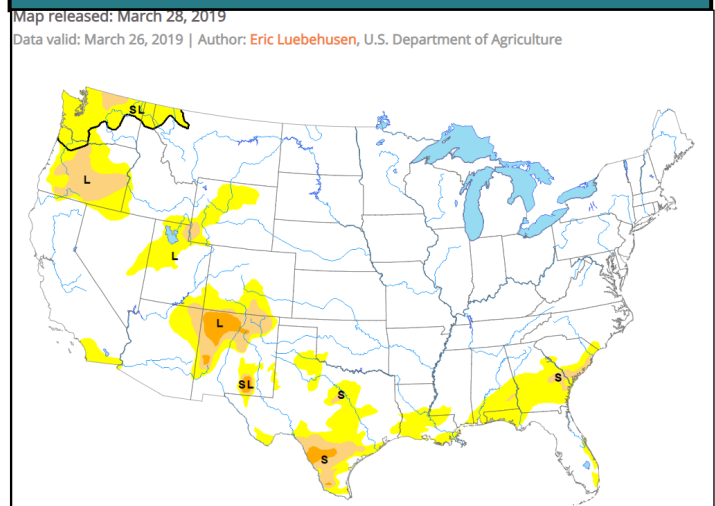 Map released: March 28, 2019
Data valid: March 26, 2019 | Author: Eric Luebehusen, U.S. Department of Agriculture
SL
L
L
L
SL
S
S
S